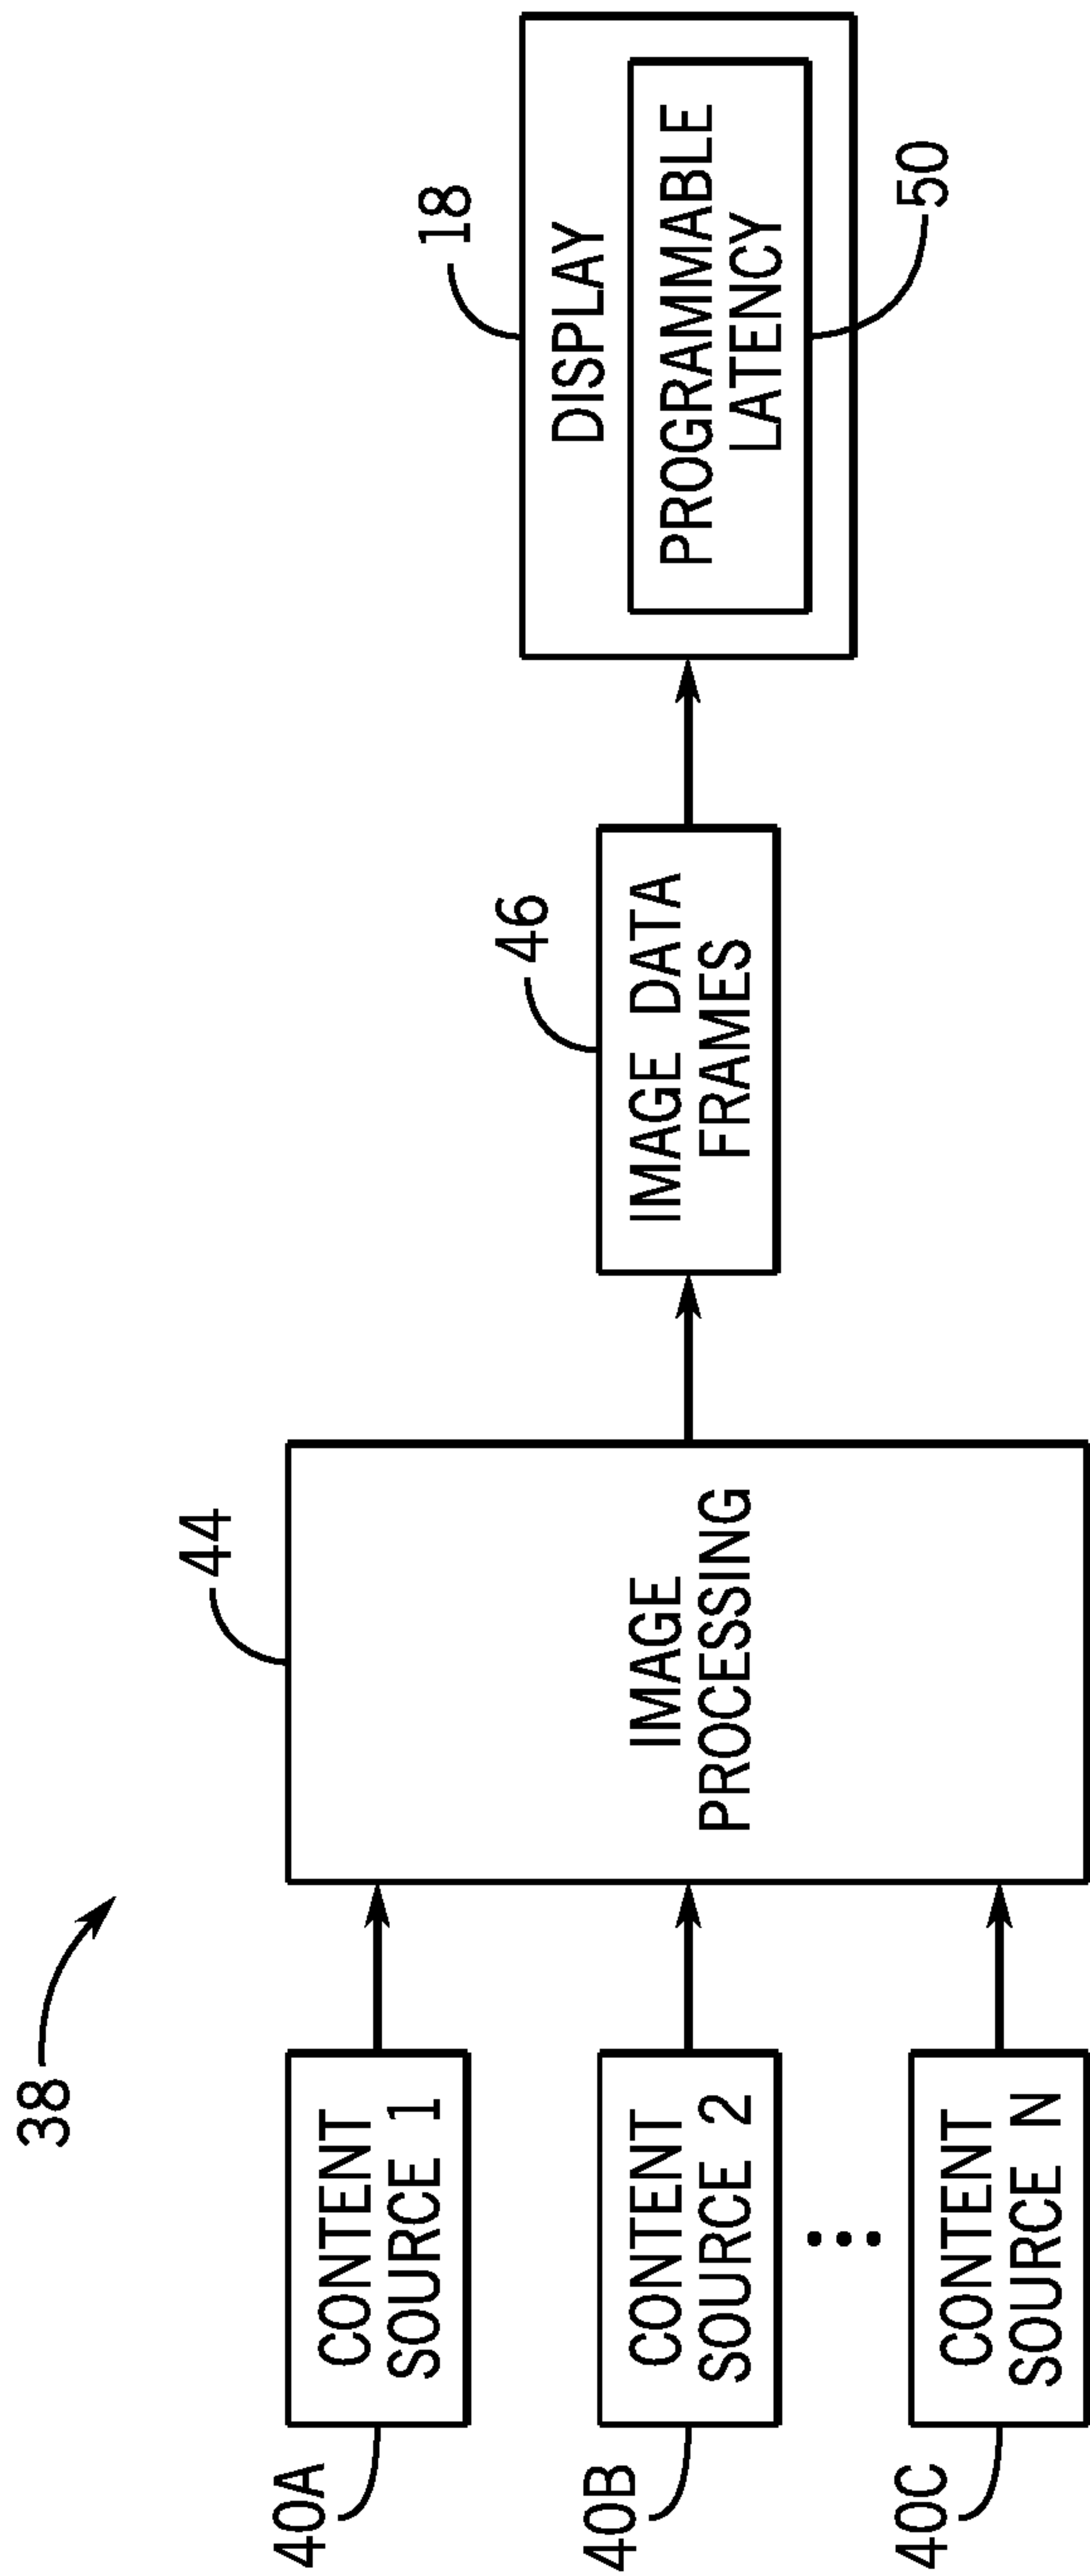 38
40A
CONTENT
SOURCE 1
40B
CONTENT
SOURCE 2
40C
CONTENT
SOURCE N
44
IMAGE
PROCESSING
46
IMAGE DATA
FRAMES
18
DISPLAY
PROGRAMMABLE
LATENCY
50